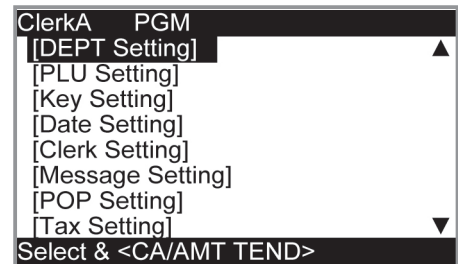 ClerkA PGM
[DEPT Setting]
[PLU Setting]
[Key Setting]
[Date Setting]
[Clerk Setting]
[Message Setting]
[POP Setting]
[Tax Setting]
Select & <CA/AMT TEND>